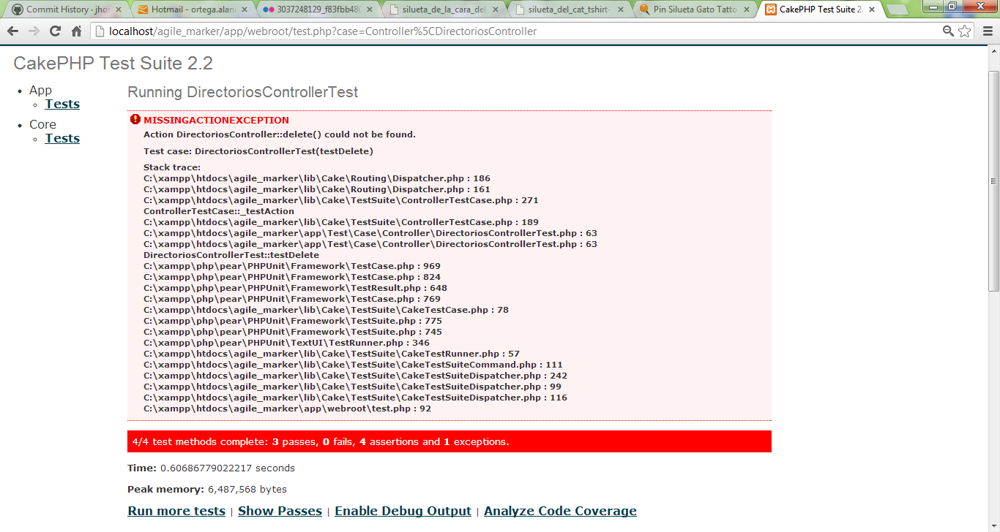 Commit History · jhos
Hotmail - ortega.alan
3037248129_f83fbb480
silueta_de_la_cara_del
silueta_del_cat_tshirt-
Pin Silueta Gato Tatto
CakePHP Test Suite 2.
localhost/agile_marker/app/webroot/test.php?case=Controller%5CDirectoriosController
CakePHP Test Suite 2.2
App
Tests
Core
Tests
Running DirectoriosControllerTest
MISSINGACTIONEXCEPTION
Action DirectoriosController::delete() could not be found.
Test case: DirectoriosControllerTest(testDelete)
Stack trace:
C:\xampp\htdocs\agile_marker\lib\Cake\Routing\Dispatcher.php : 186
C:\xampp\htdocs\agile_marker\lib\Cake\Routing\Dispatcher.php : 161
C:\xampp\htdocs\agile_marker\lib\Cake\TestSuite\ControllerTestCase.php : 271
ControllerTestCase::_testAction
C:\xampp\htdocs\agile_marker\lib\Cake\TestSuite\ControllerTestCase.php : 189
C:\xampp\htdocs\agile_marker\app\Test\Case\Controller\DirectoriosControllerTest.php : 63
C:\xampp\htdocs\agile_marker\app\Test\Case\Controller\DirectoriosControllerTest.php : 63
DirectoriosControllerTest::testDelete
C:\xampp\php\pear\PHPUnit\Framework\TestCase.php : 969
C:\xampp\php\pear\PHPUnit\Framework\TestCase.php : 824
C:\xampp\php\pear\PHPUnit\Framework\TestResult.php : 648
C:\xampp\php\pear\PHPUnit\Framework\TestCase.php : 769
C:\xampp\htdocs\agile_marker\lib\Cake\TestSuite\CakeTestCase.php : 78
C:\xampp\php\pear\PHPUnit\Framework\TestSuite.php : 775
C:\xampp\php\pear\PHPUnit\Framework\TestSuite.php : 745
C:\xampp\php\pear\PHPUnit\TextUI\TestRunner.php : 346
C:\xampp\htdocs\agile_marker\lib\Cake\TestSuite\CakeTestRunner.php : 57
C:\xampp\htdocs\agile_marker\lib\Cake\TestSuite\CakeTestSuiteCommand.php : 111
C:\xampp\htdocs\agile_marker\lib\Cake\TestSuite\CakeTestSuiteDispatcher.php : 242
C:\xampp\htdocs\agile_marker\lib\Cake\TestSuite\CakeTestSuiteDispatcher.php : 99
C:\xampp\htdocs\agile_marker\lib\Cake\TestSuite\CakeTestSuiteDispatcher.php : 116
C:\xampp\htdocs\agile_marker\app\webroot\test.php : 92
4/4 test methods complete: 3 passes, 0 fails, 4 assertions and 1 exceptions.
Time: 0.60686779022217 seconds
Peak memory: 6,487,568 bytes
Run more tests | Show Passes | Enable Debug Output | Analyze Code Coverage